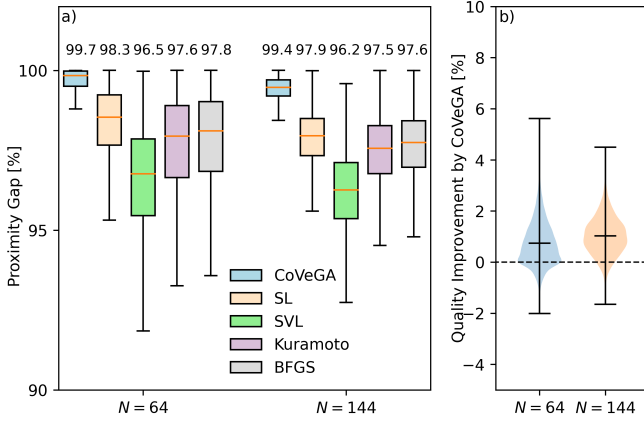 a)
99.7 98.3 96.5 97.6 97.8
99.4 97.9 96.2 97.5 97.6
100
95
90
Proximity Gap [%]
CoVeGA
SL
SVL
Kuramoto
BFGS
N = 64
N = 144
b)
10
8
6
4
2
0
−2
−4
Quality Improvement by CoVeGA [%]
N = 64
N = 144